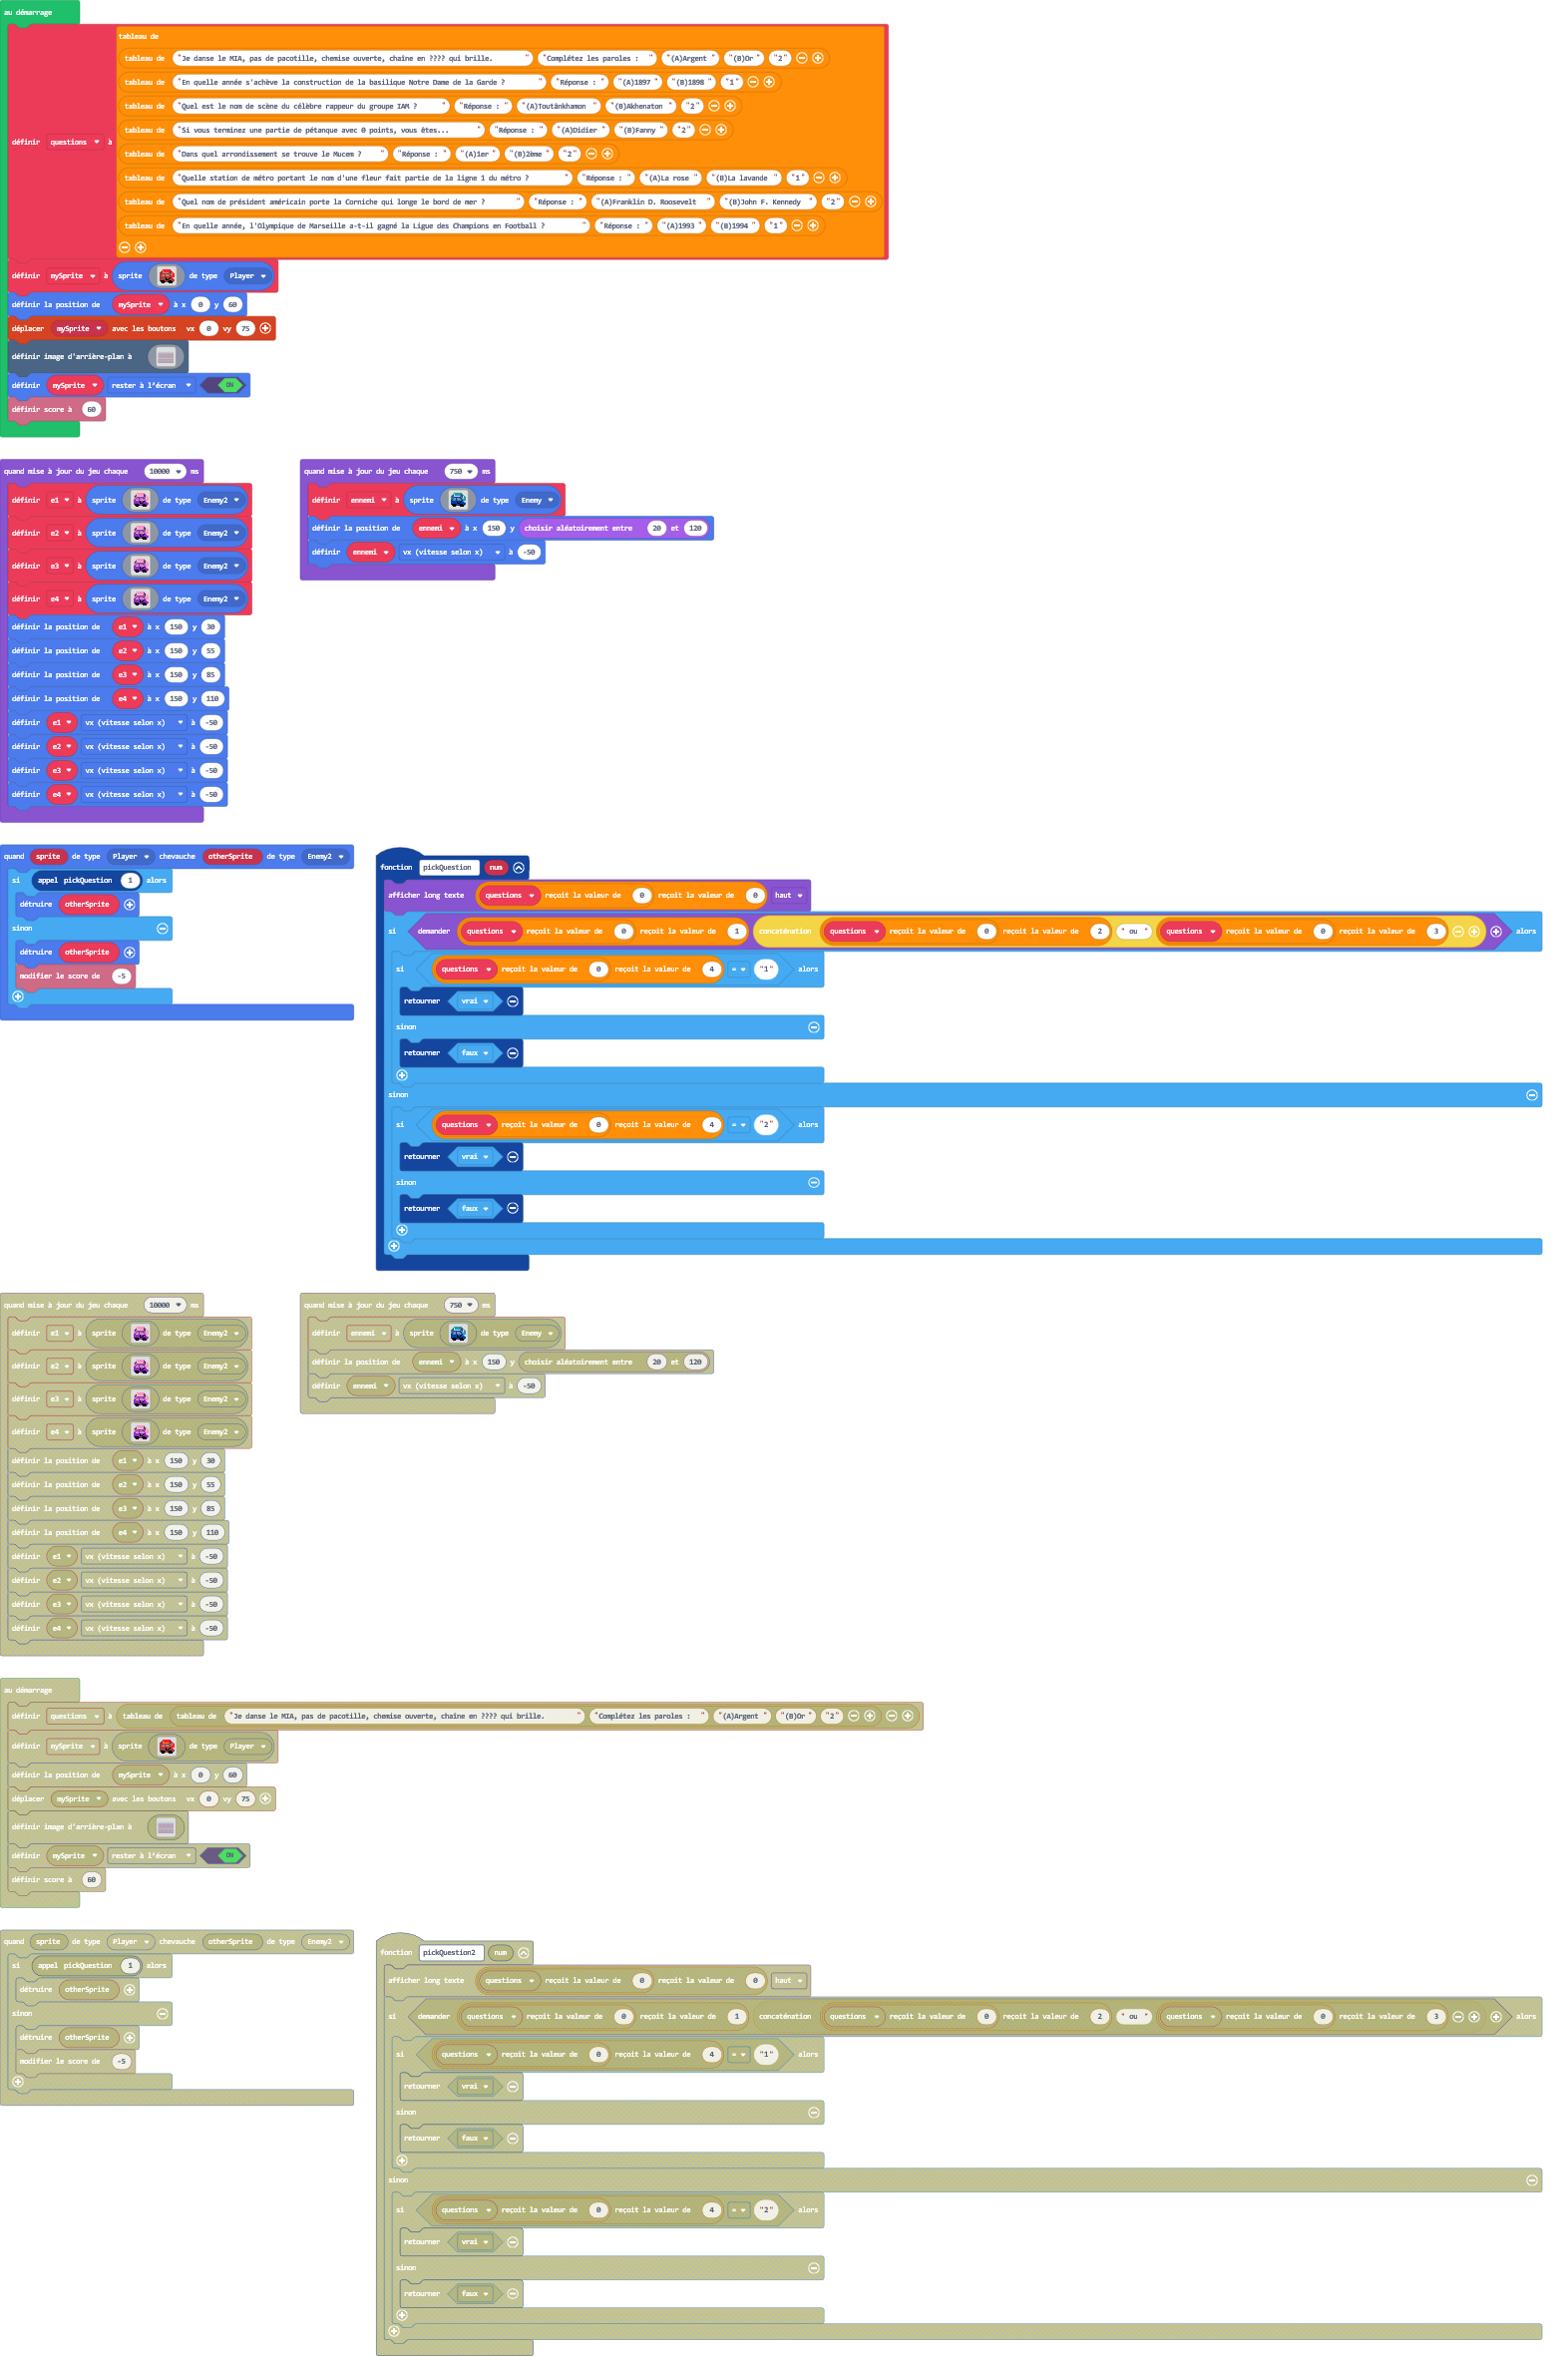 au démarrage
tableau de
tableau de "Je danse le MIA, pas de pacotille, chemise ouverte, chaîne en ???? qui brille. " "Complétez les paroles : " "(A)Argent " "(B)Or " "2"
tableau de "En quelle année s'achève la construction de la basilique Notre Dame de la Garde ? " "Réponse : " "(A)1897 " "(B)1898 " "1"
tableau de "Quel est le nom de scène du célèbre rappeur du groupe IAM ? " "Réponse : " "(A)Toutânkhamon " "(B)Akhenaton " "2"
tableau de "Si vous terminez une partie de pétanque avec 0 points, vous êtes... " "Réponse : " "(A)Didier " "(B)Fanny " "2"
définir questions à
tableau de "Dans quel arrondissement se trouve le Mucem ? " "Réponse : " "(A)1er " "(B)2ème " "2"
tableau de "Quelle station de métro portant le nom d'une fleur fait partie de la ligne 1 du métro ? " "Réponse : " "(A)La rose " "(B)La lavande " "1"
tableau de "Quel nom de président américain porte la Corniche qui longe le bord de mer ? " "Réponse : " "(A)Franklin D. Roosevelt " "(B)John F. Kennedy " "2"
tableau de "En quelle année, l'Olympique de Marseille a-t-il gagné la Ligue des Champions en Football ? " "Réponse : " "(A)1993 " "(B)1994 " "1"
définir mySprite à sprite de type Player
définir la position de mySprite à x 0 y 60
déplacer mySprite avec les boutons vx 0 vy 75
définir image d'arrière-plan à
définir mySprite rester à l'écran ON
définir score à 60
quand mise à jour du jeu chaque 10000 ms
définir e1 à sprite de type Enemy2
définir e2 à sprite de type Enemy2
définir e3 à sprite de type Enemy2
définir e4 à sprite de type Enemy2
définir la position de e1 à x 150 y 30
définir la position de e2 à x 150 y 55
définir la position de e3 à x 150 y 85
définir la position de e4 à x 150 y 110
définir e1 vx (vitesse selon x) à -50
définir e2 vx (vitesse selon x) à -50
définir e3 vx (vitesse selon x) à -50
définir e4 vx (vitesse selon x) à -50
quand mise à jour du jeu chaque 750 ms
définir ennemi à sprite de type Enemy
définir la position de ennemi à x 150 y choisir aléatoirement entre 20 et 120
définir ennemi vx (vitesse selon x) à -50
quand sprite de type Player chevauche otherSprite de type Enemy2
si appel pickQuestion 1 alors
détruire otherSprite
sinon
détruire otherSprite
modifier le score de -5
fonction pickQuestion num
afficher long texte questions reçoit la valeur de 0 reçoit la valeur de 0 haut
si demander questions reçoit la valeur de 0 reçoit la valeur de 1 concaténation questions reçoit la valeur de 0 reçoit la valeur de 2 " ou " questions reçoit la valeur de 0 reçoit la valeur de 3 alors
si questions reçoit la valeur de 0 reçoit la valeur de 4 = "1" alors
retourner vrai
sinon
retourner faux
sinon
si questions reçoit la valeur de 0 reçoit la valeur de 4 = "2" alors
retourner vrai
sinon
retourner faux
quand mise à jour du jeu chaque 10000 ms
définir e1 à sprite de type Enemy2
définir e2 à sprite de type Enemy2
définir e3 à sprite de type Enemy2
définir e4 à sprite de type Enemy2
définir la position de e1 à x 150 y 30
définir la position de e2 à x 150 y 55
définir la position de e3 à x 150 y 85
définir la position de e4 à x 150 y 110
définir e1 vx (vitesse selon x) à -50
définir e2 vx (vitesse selon x) à -50
définir e3 vx (vitesse selon x) à -50
définir e4 vx (vitesse selon x) à -50
quand mise à jour du jeu chaque 750 ms
définir ennemi à sprite de type Enemy
définir la position de ennemi à x 150 y choisir aléatoirement entre 20 et 120
définir ennemi vx (vitesse selon x) à -50
au démarrage
définir questions à tableau de tableau de "Je danse le MIA, pas de pacotille, chemise ouverte, chaîne en ???? qui brille. " "Complétez les paroles : " "(A)Argent " "(B)Or " "2"
définir mySprite à sprite de type Player
définir la position de mySprite à x 0 y 60
déplacer mySprite avec les boutons vx 0 vy 75
définir image d'arrière-plan à
définir mySprite rester à l'écran ON
définir score à 60
quand sprite de type Player chevauche otherSprite de type Enemy2
si appel pickQuestion 1 alors
détruire otherSprite
sinon
détruire otherSprite
modifier le score de -5
fonction pickQuestion2 num
afficher long texte questions reçoit la valeur de 0 reçoit la valeur de 0 haut
si demander questions reçoit la valeur de 0 reçoit la valeur de 1 concaténation questions reçoit la valeur de 0 reçoit la valeur de 2 " ou " questions reçoit la valeur de 0 reçoit la valeur de 3 alors
si questions reçoit la valeur de 0 reçoit la valeur de 4 = "1" alors
retourner vrai
sinon
retourner faux
sinon
si questions reçoit la valeur de 0 reçoit la valeur de 4 = "2" alors
retourner vrai
sinon
retourner faux